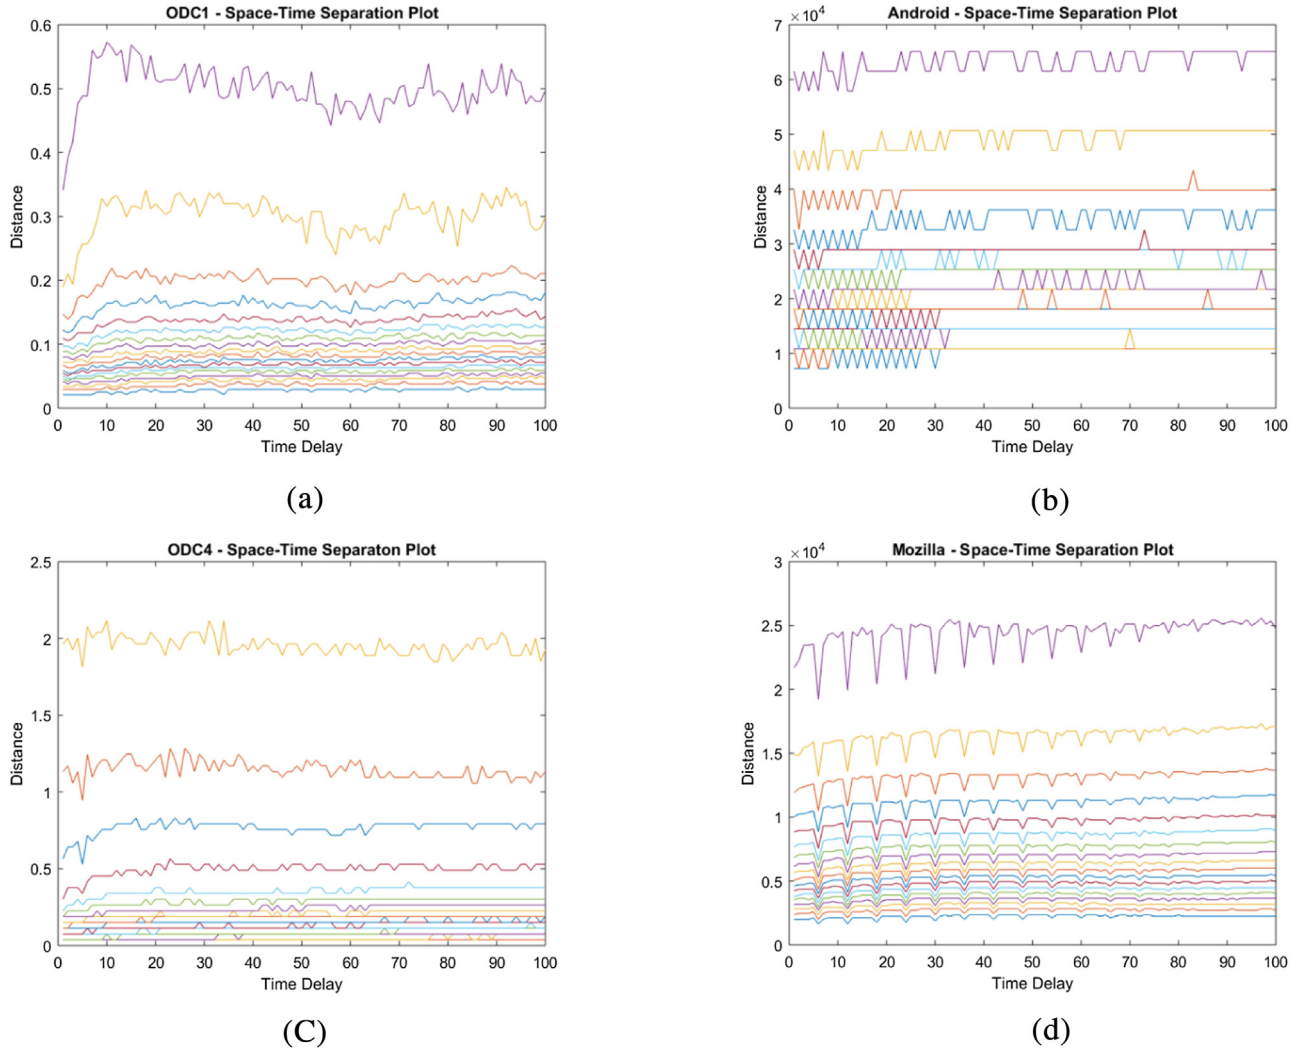 ODC1 - Space-Time Separation Plot
0.6
0.5
0.4
0.3
0.2
0.1
0
Distance
0 10 20 30 40 50 60 70 80 90 100
Time Delay
(a)
Android - Space-Time Separation Plot
× 10⁴
7
6
5
4
3
2
1
0
Distance
0 10 20 30 40 50 60 70 80 90 100
Time Delay
(b)
ODC4 - Space-Time Separaton Plot
2.5
2
1.5
1
0.5
0
Distance
0 10 20 30 40 50 60 70 80 90 100
Time Delay
(C)
Mozilla - Space-Time Separation Plot
× 10⁴
3
2.5
2
1.5
1
0.5
0
Distance
0 10 20 30 40 50 60 70 80 90 100
Time Delay
(d)